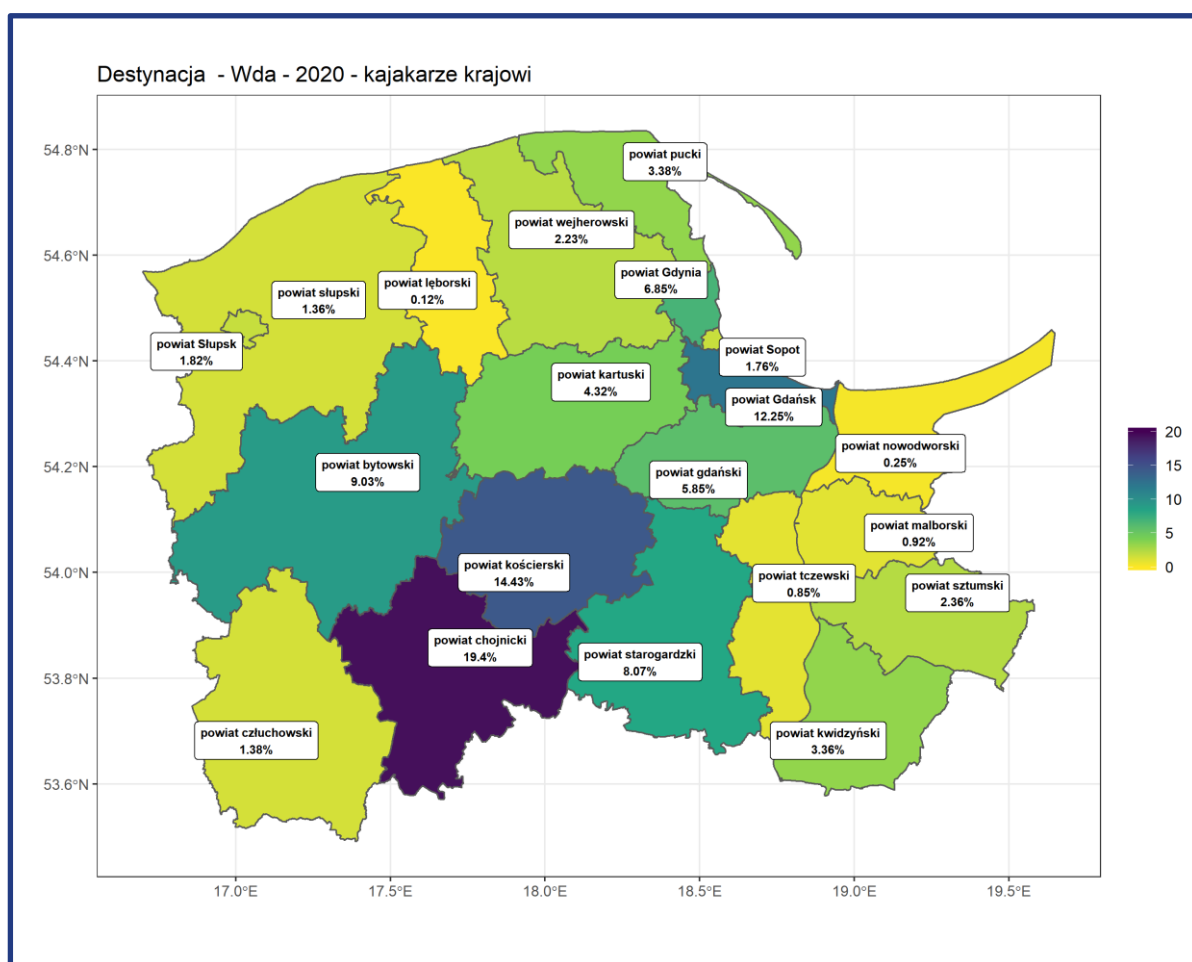 Destynacja - Wda - 2020 - kajakarze krajowi
54.8°N
54.6°N
54.4°N
54.2°N
54.0°N
53.8°N
53.6°N
powiat pucki
3.38%
powiat wejherowski
2.23%
powiat Gdynia
6.85%
powiat lęborski
0.12%
powiat słupski
1.36%
powiat Słupsk
1.82%
powiat Sopot
1.76%
powiat kartuski
4.32%
powiat Gdańsk
12.25%
powiat nowodworski
0.25%
powiat bytowski
9.03%
powiat gdański
5.85%
powiat malborski
0.92%
powiat kościerski
14.43%
powiat tczewski
0.85%
powiat sztumski
2.36%
powiat chojnicki
19.4%
powiat starogardzki
8.07%
powiat człuchowski
1.38%
powiat kwidzyński
3.36%
20
15
10
5
0
17.0°E
17.5°E
18.0°E
18.5°E
19.0°E
19.5°E